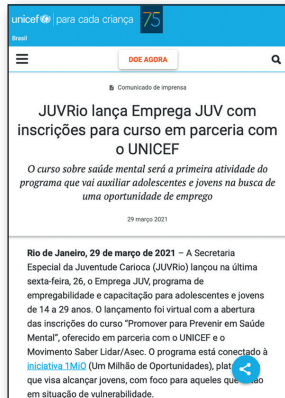 unicef para cada criança 75
Brasil
DOE AGORA
Comunicado de imprensa
JUVRio lança Emprega JUV com
inscrições para curso em parceria com
o UNICEF
O curso sobre saúde mental será a primeira atividade do
programa que vai auxiliar adolescentes e jovens na busca de
uma oportunidade de emprego
29 março 2021
Rio de Janeiro, 29 de março de 2021 – A Secretaria
Especial da Juventude Carioca (JUVRio) lançou na última
sexta-feira, 26, o Emprega JUV, programa de
empregabilidade e capacitação para adolescentes e jovens
de 14 a 29 anos. O lançamento foi virtual com a abertura
das inscrições do curso “Promover para Prevenir em Saúde
Mental”, oferecido em parceria com o UNICEF e o
Movimento Saber Lidar/Asec. O programa está conectado à
iniciativa 1MiO (Um Milhão de Oportunidades),
que visa alcançar jovens, com foco para aqueles que
em situação de vulnerabilidade.